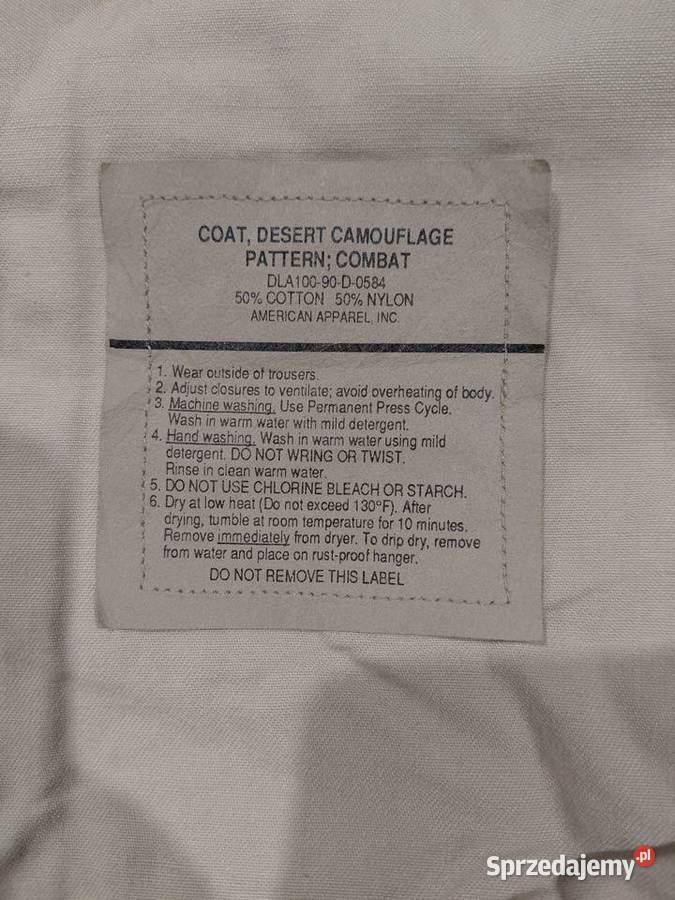 COAT, DESERT CAMOUFLAGE
PATTERN; COMBAT
DLA100-90-D-0584
50% COTTON 50% NYLON
AMERICAN APPAREL, INC.
1. Wear outside of trousers.
2. Adjust closures to ventilate; avoid overheating of body.
3. Machine washing. Use Permanent Press Cycle.
Wash in warm water with mild detergent.
4. Hand washing. Wash in warm water using mild
detergent. DO NOT WRING OR TWIST.
Rinse in clean warm water.
5. DO NOT USE CHLORINE BLEACH OR STARCH.
6. Dry at low heat (Do not exceed 130°F). After
drying, tumble at room temperature for 10 minutes.
Remove immediately from dryer. To drip dry, remove
from water and place on rust-proof hanger.
DO NOT REMOVE THIS LABEL
Sprzedajemy.pl